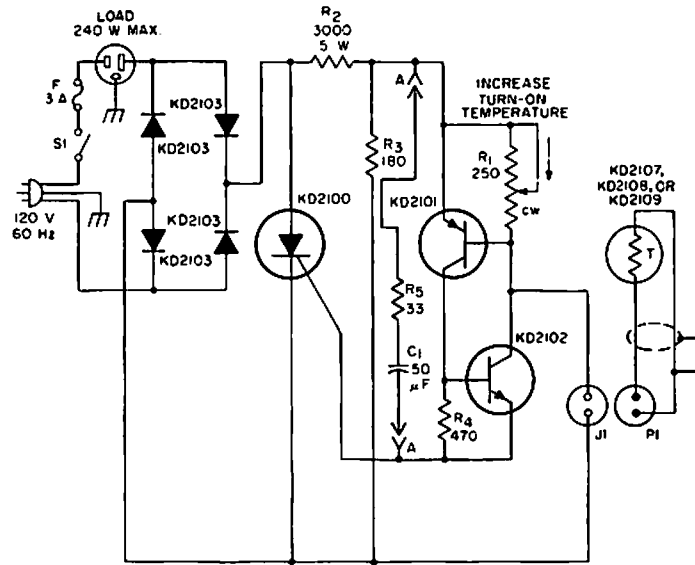 LOAD
240 W MAX.
F
3 A
S1
120 V
60 Hz
KD2103
KD2103
KD2103
KD2103
KD2100
R2
3000
5 W
R3
180
A
R5
33
C1
50
μF
A
KD2101
INCREASE
TURN-ON
TEMPERATURE
R1
250
CW
KD2102
R4
470
J1
KD2107,
KD2108, OR
KD2109
T
P1